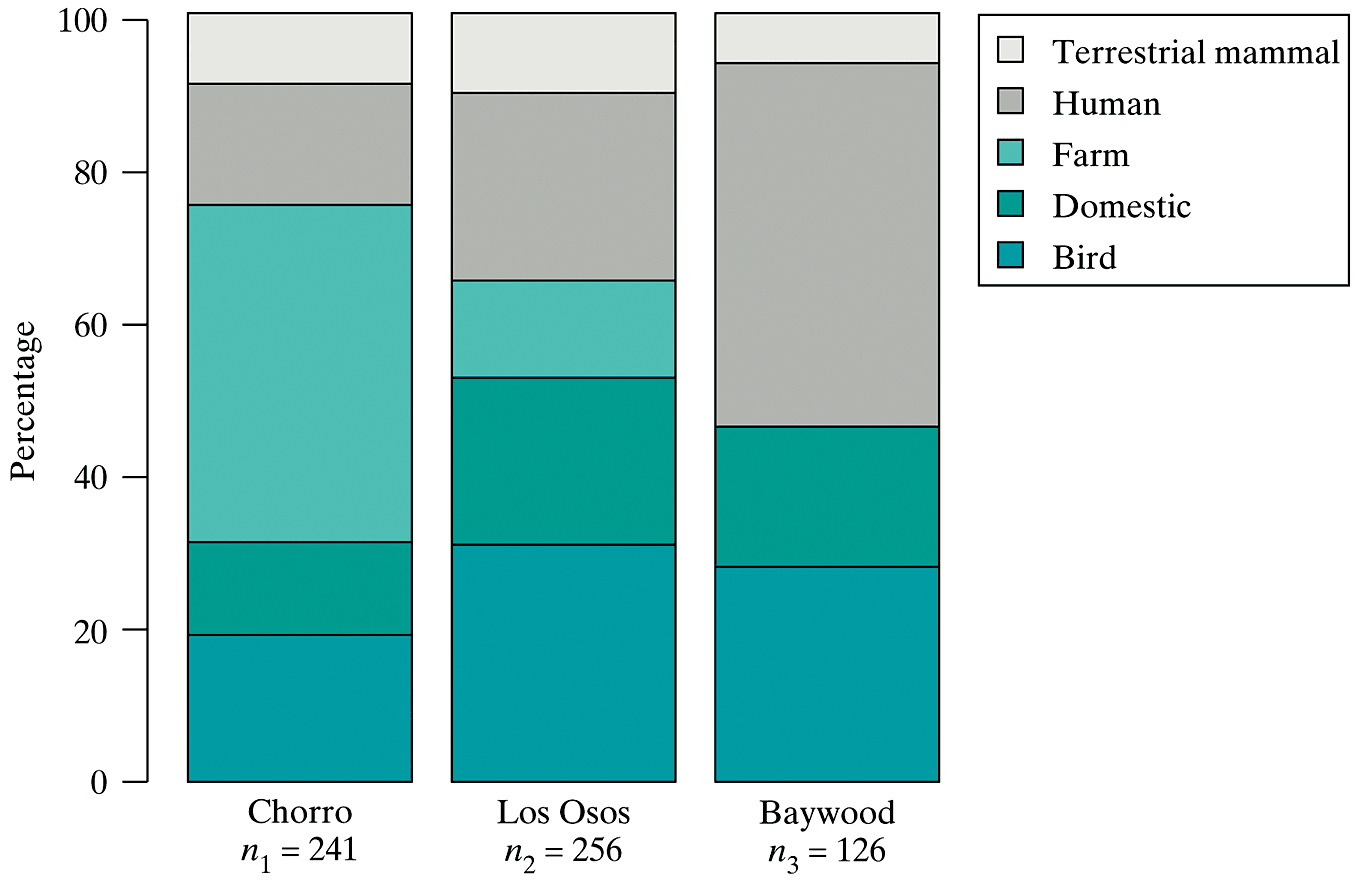 Percentage
100
80
60
40
20
0
Chorro
n₁ = 241
Los Osos
n₂ = 256
Baywood
n₃ = 126
Terrestrial mammal
Human
Farm
Domestic
Bird